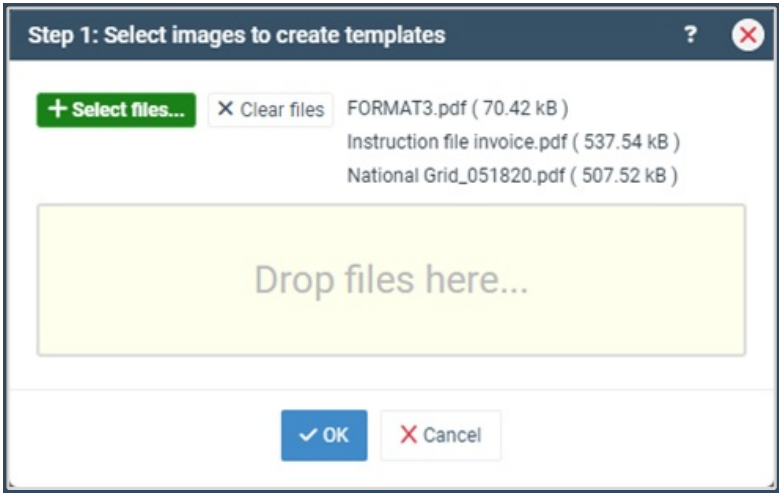 Step 1: Select images to create templates ?
+ Select files... X Clear files FORMAT3.pdf ( 70.42 kB )
Instruction file invoice.pdf ( 537.54 kB )
National Grid_051820.pdf ( 507.52 kB )
Drop files here...
OK Cancel